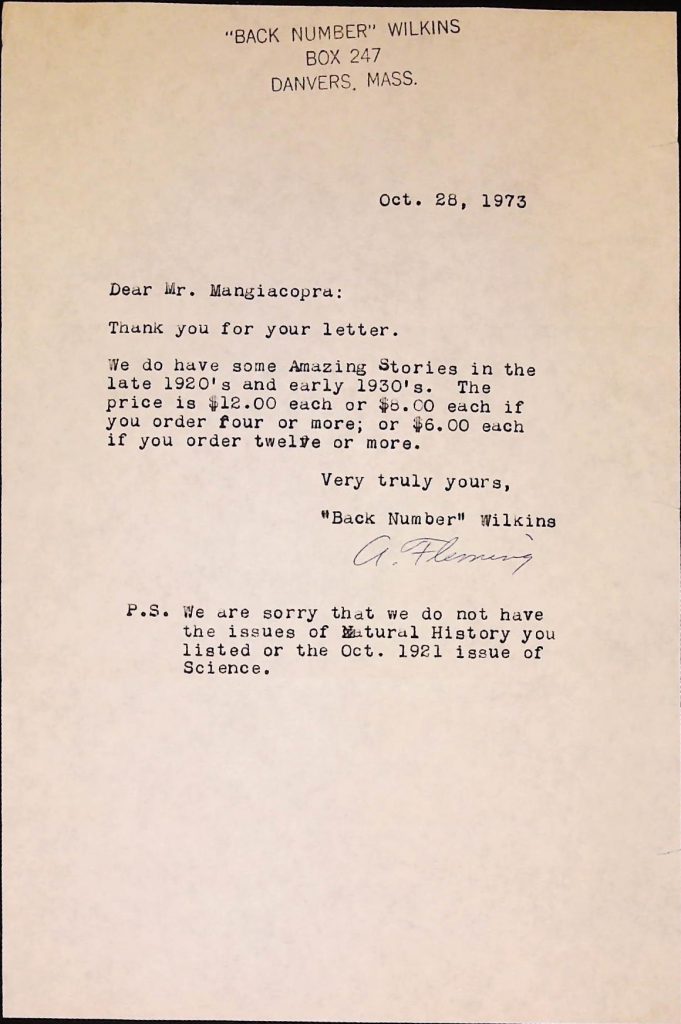 "BACK NUMBER" WILKINS
BOX 247
DANVERS, MASS.
Oct. 28, 1973
Dear Mr. Mangiacopra:
Thank you for your letter.
We do have some Amazing Stories in the
late 1920's and early 1930's. The
price is $12.00 each or $8.00 each if
you order four or more; or $6.00 each
if you order twelve or more.
Very truly yours,
"Back Number" Wilkins
A. Fleming
P.S. We are sorry that we do not have
the issues of Natural History you
listed or the Oct. 1921 issue of
Science.